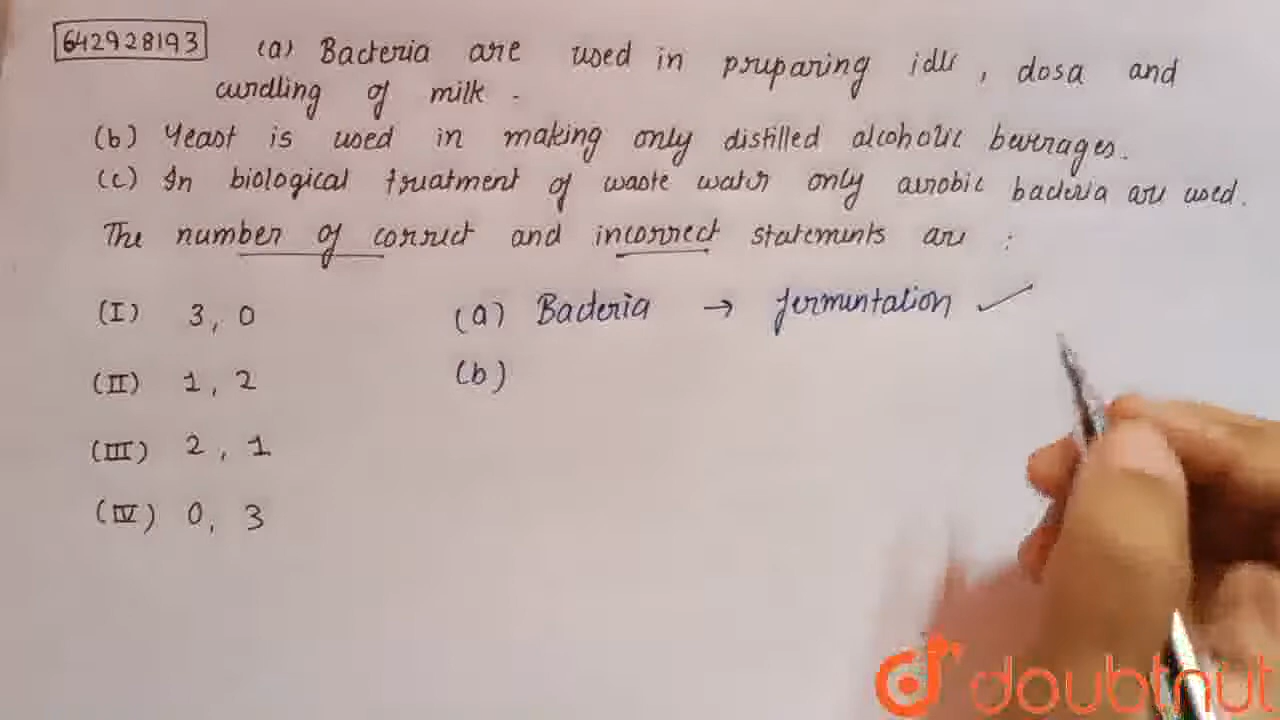 642928193
(a) Bacteria are used in preparing idli, dosa and
curdling of milk.
(b) Yeast is used in making only distilled alcoholic beverages.
(c) In biological treatment of waste water only aerobic bacteria are used.
The number of correct and incorrect statements are :
(I) 3, 0
(II) 1, 2
(III) 2, 1
(IV) 0, 3
(a) Bacteria → fermentation ✓
(b)
doubtnut